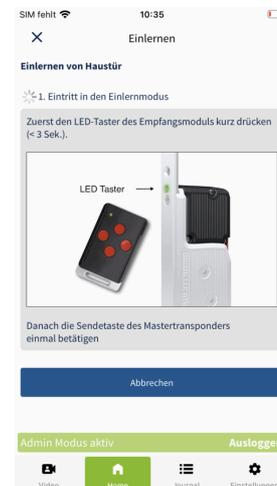 SIM fehlt 10:35
Einlernen
Einlernen von Haustür
1. Eintritt in den Einlernmodus
Zuerst den LED-Taster des Empfangsmoduls kurz drücken
(< 3 Sek.).
LED Taster
Danach die Sendetaste des Mastertransponders
einmal betätigen
Abbrechen
Admin Modus aktiv Auslogge
Video Home Journal Einstellungen